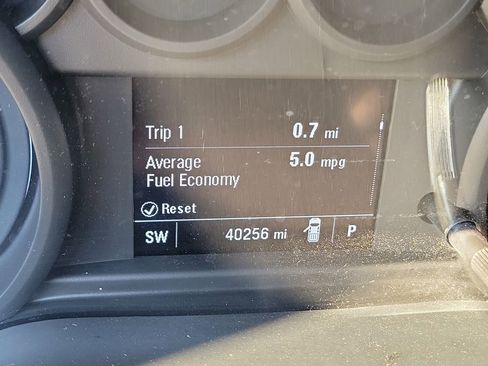 Trip 1 0.7 mi
Average 5.0 mpg
Fuel Economy
Reset
SW 40256 mi P